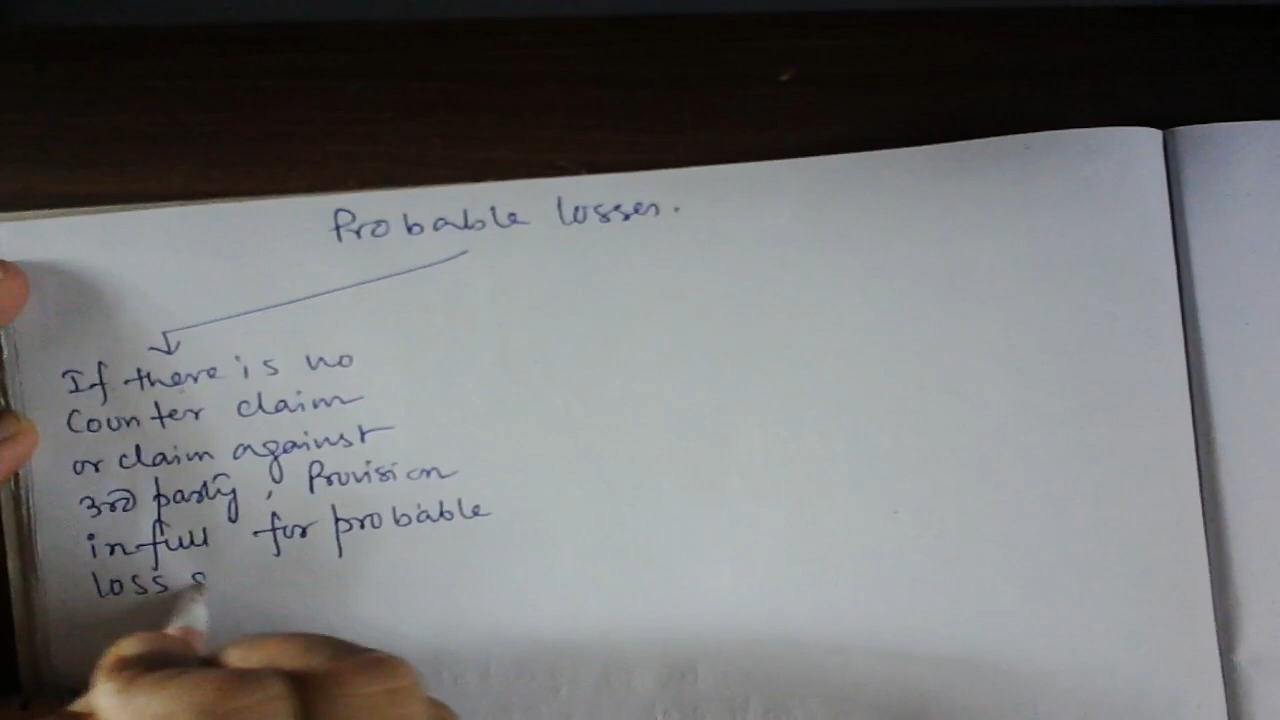 Probable losses.
If there is no
Counter claim
or claim against
3rd party, Provision
in full for probable
loss s